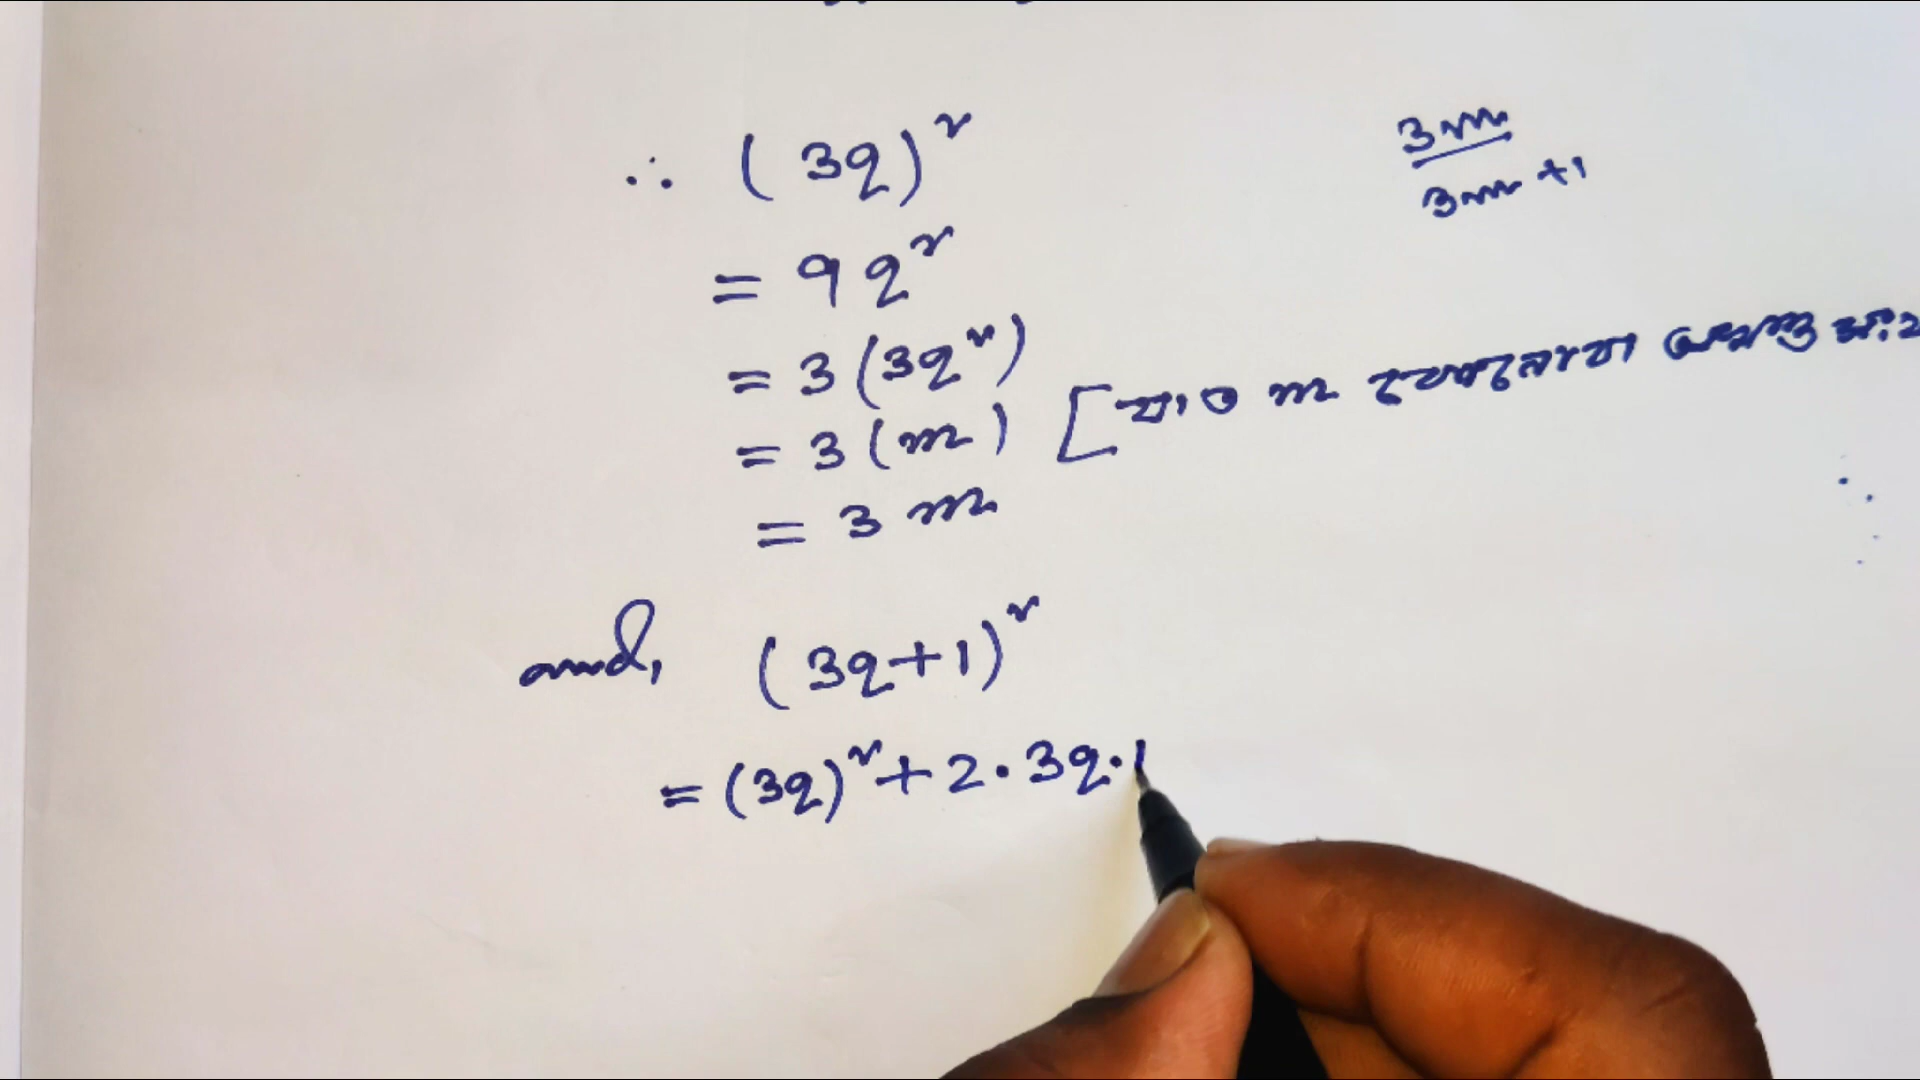 ∴ (3q)²
= 9q²
= 3(3q²)
= 3(m) [যাও m
= 3m
and, (3q+1)²
= (3q)² + 2·3q·1
3m
3m+1